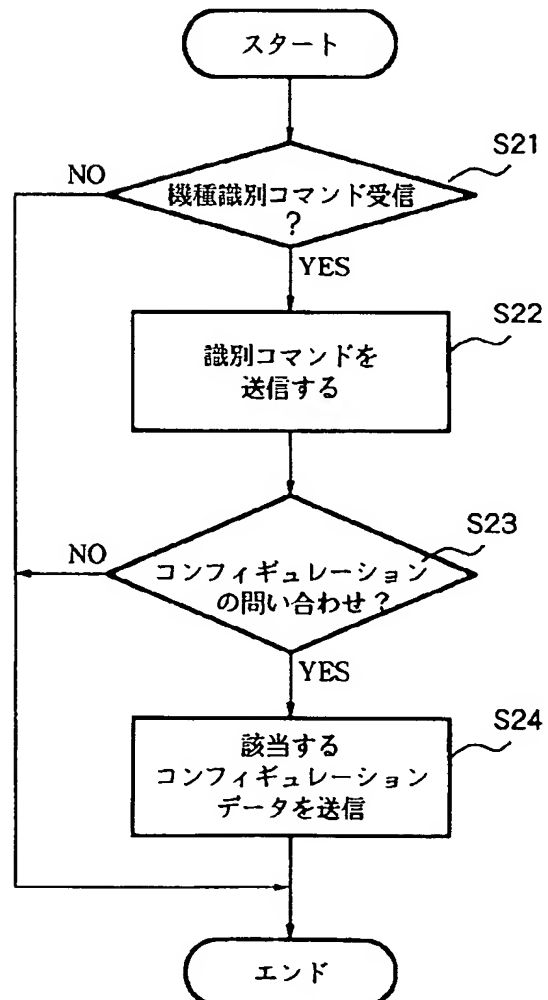 スタート
S21
NO
機種識別コマンド受信
?
YES
S22
識別コマンドを
送信する
S23
NO
コンフィギュレーション
の問い合わせ?
YES
S24
該当する
コンフィギュレーション
データを送信
エンド